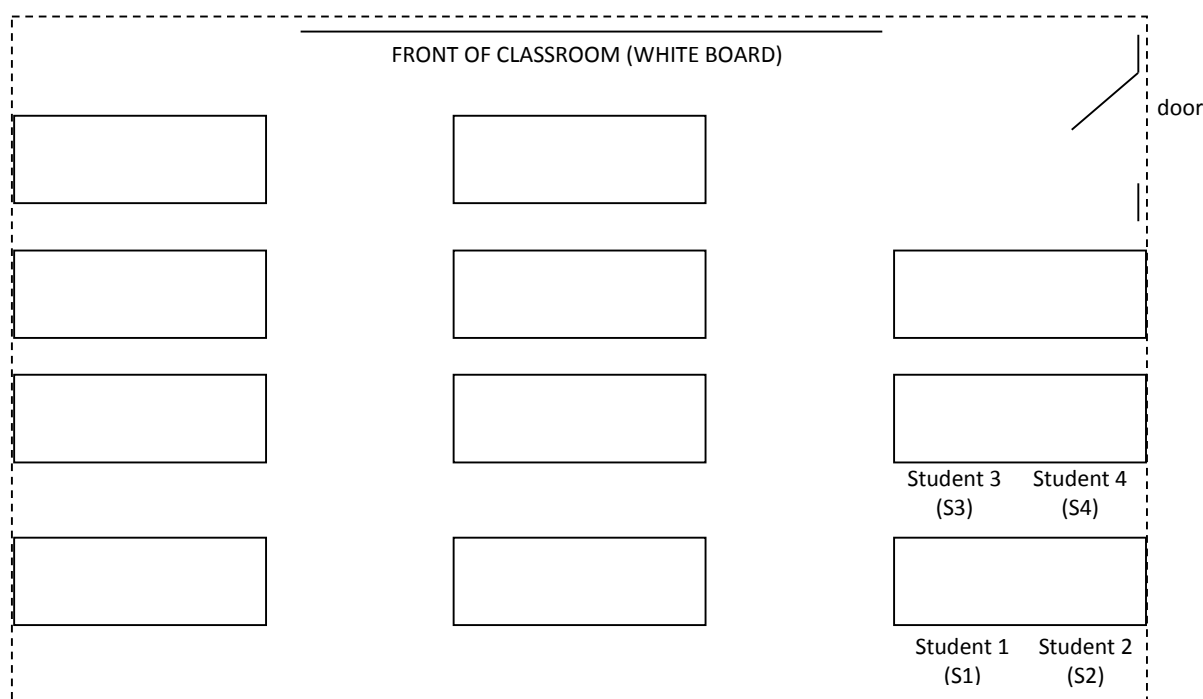 FRONT OF CLASSROOM (WHITE BOARD)
door
Student 3 Student 4
(S3) (S4)
Student 1 Student 2
(S1) (S2)